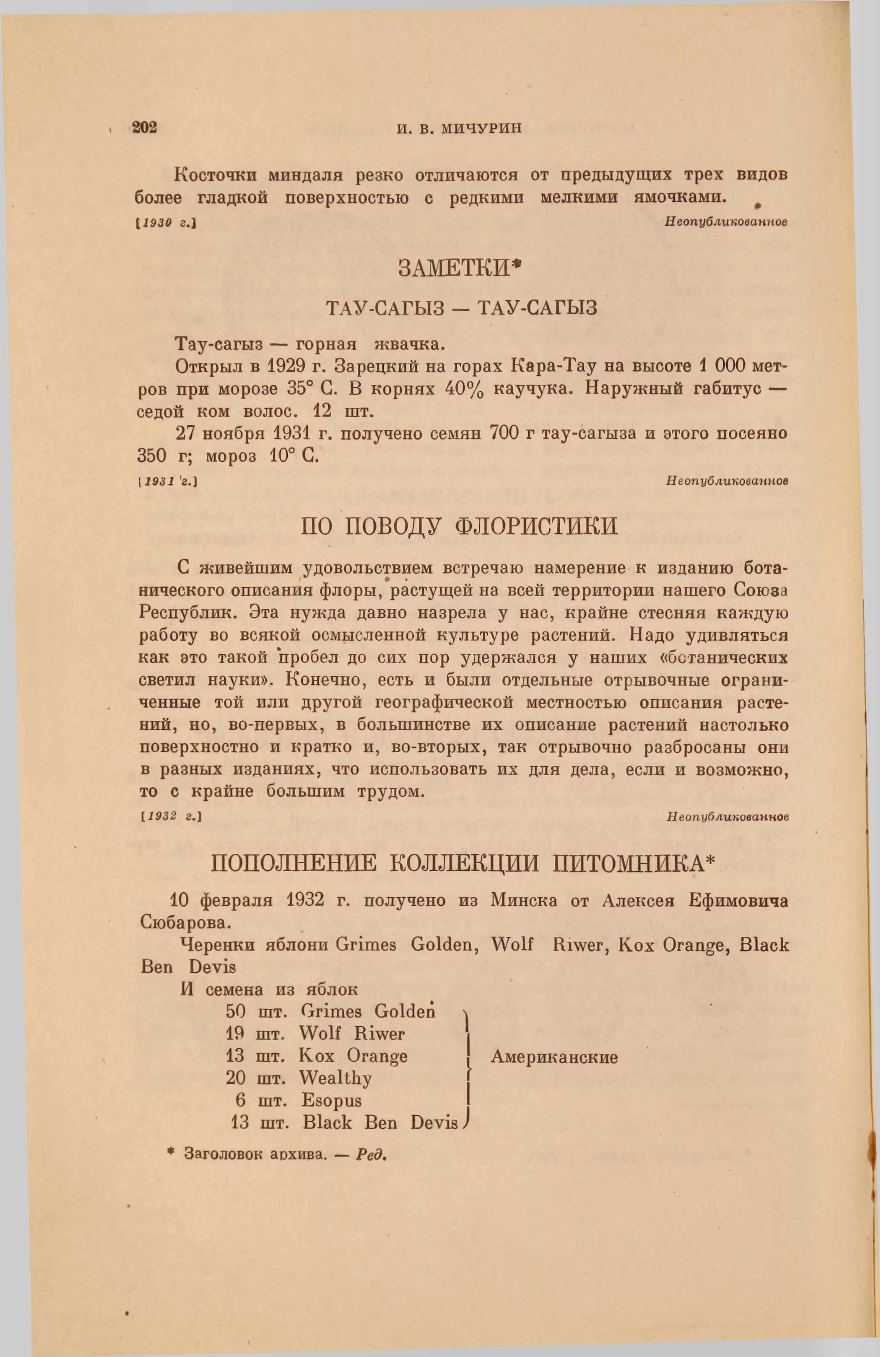 202 И. В. МИЧУРИН
Косточки миндаля резко отличаются от предыдущих трех видов
более гладкой поверхностью с редкими мелкими ямочками.
[1930 г.] Неопубликованное
ЗАМЕТКИ*
ТАУ-САГЫЗ — ТАУ-САГЫЗ
Тау-сагыз — горная жвачка.
Открыл в 1929 г. Зарецкий на горах Кара-Тау на высоте 1 000 мет-
ров при морозе 35° С. В корнях 40% каучука. Наружный габитус —
седой ком волос. 12 шт.
27 ноября 1931 г. получено семян 700 г тау-сагыза и этого посеяно
350 г; мороз 10° С.
[1931 г.] Неопубликованное
ПО ПОВОДУ ФЛОРИСТИКИ
С живейшим удовольствием встречаю намерение к изданию бота-
нического описания флоры, растущей на всей территории нашего Союза
Республик. Эта нужда давно назрела у нас, крайне стесняя каждую
работу во всякой осмысленной культуре растений. Надо удивляться
как это такой пробел до сих пор удержался у наших «ботанических
светил науки». Конечно, есть и были отдельные отрывочные ограни-
ченные той или другой географической местностью описания расте-
ний, но, во-первых, в большинстве их описание растений настолько
поверхностно и кратко и, во-вторых, так отрывочно разбросаны они
в разных изданиях, что использовать их для дела, если и возможно,
то с крайне большим трудом.
[1932 г.] Неопубликованное
ПОПОЛНЕНИЕ КОЛЛЕКЦИИ ПИТОМНИКА*
10 февраля 1932 г. получено из Минска от Алексея Ефимовича
Сюбарова.
Черенки яблони Grimes Golden, Wolf Riwer, Kox Orange, Black
Ben Devis
И семена из яблок
50 шт. Grimes Golden
19 шт. Wolf Riwer
13 шт. Kox Orange Американские
20 шт. Wealthy
6 шт. Esopus
13 шт. Black Ben Devis
* Заголовок архива. — Ред.